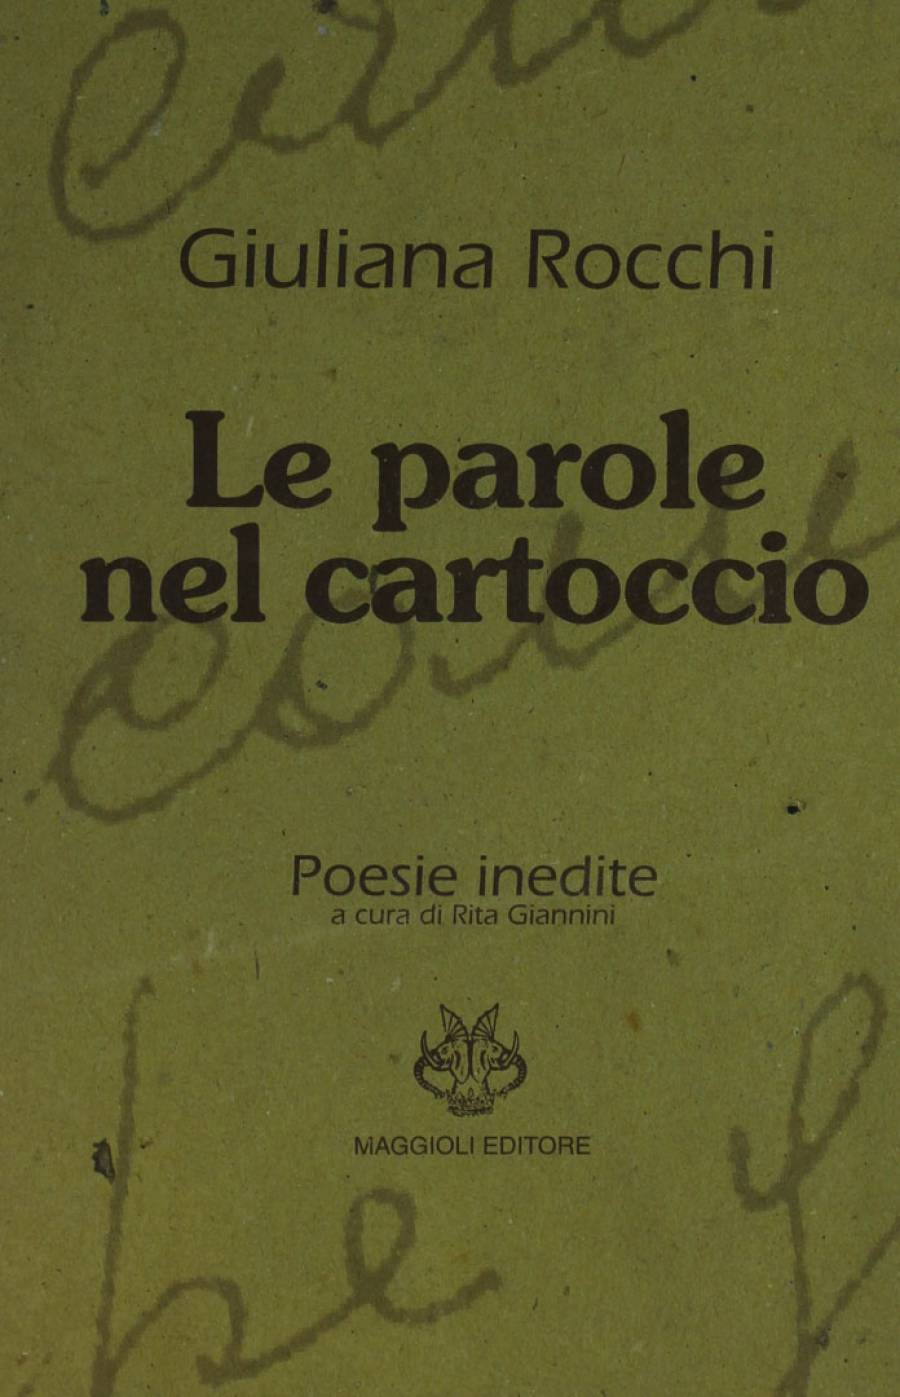 Giuliana Rocchi
Le parole
nel cartoccio
Poesie inedite
a cura di Rita Giannini
MAGGIOLI EDITORE